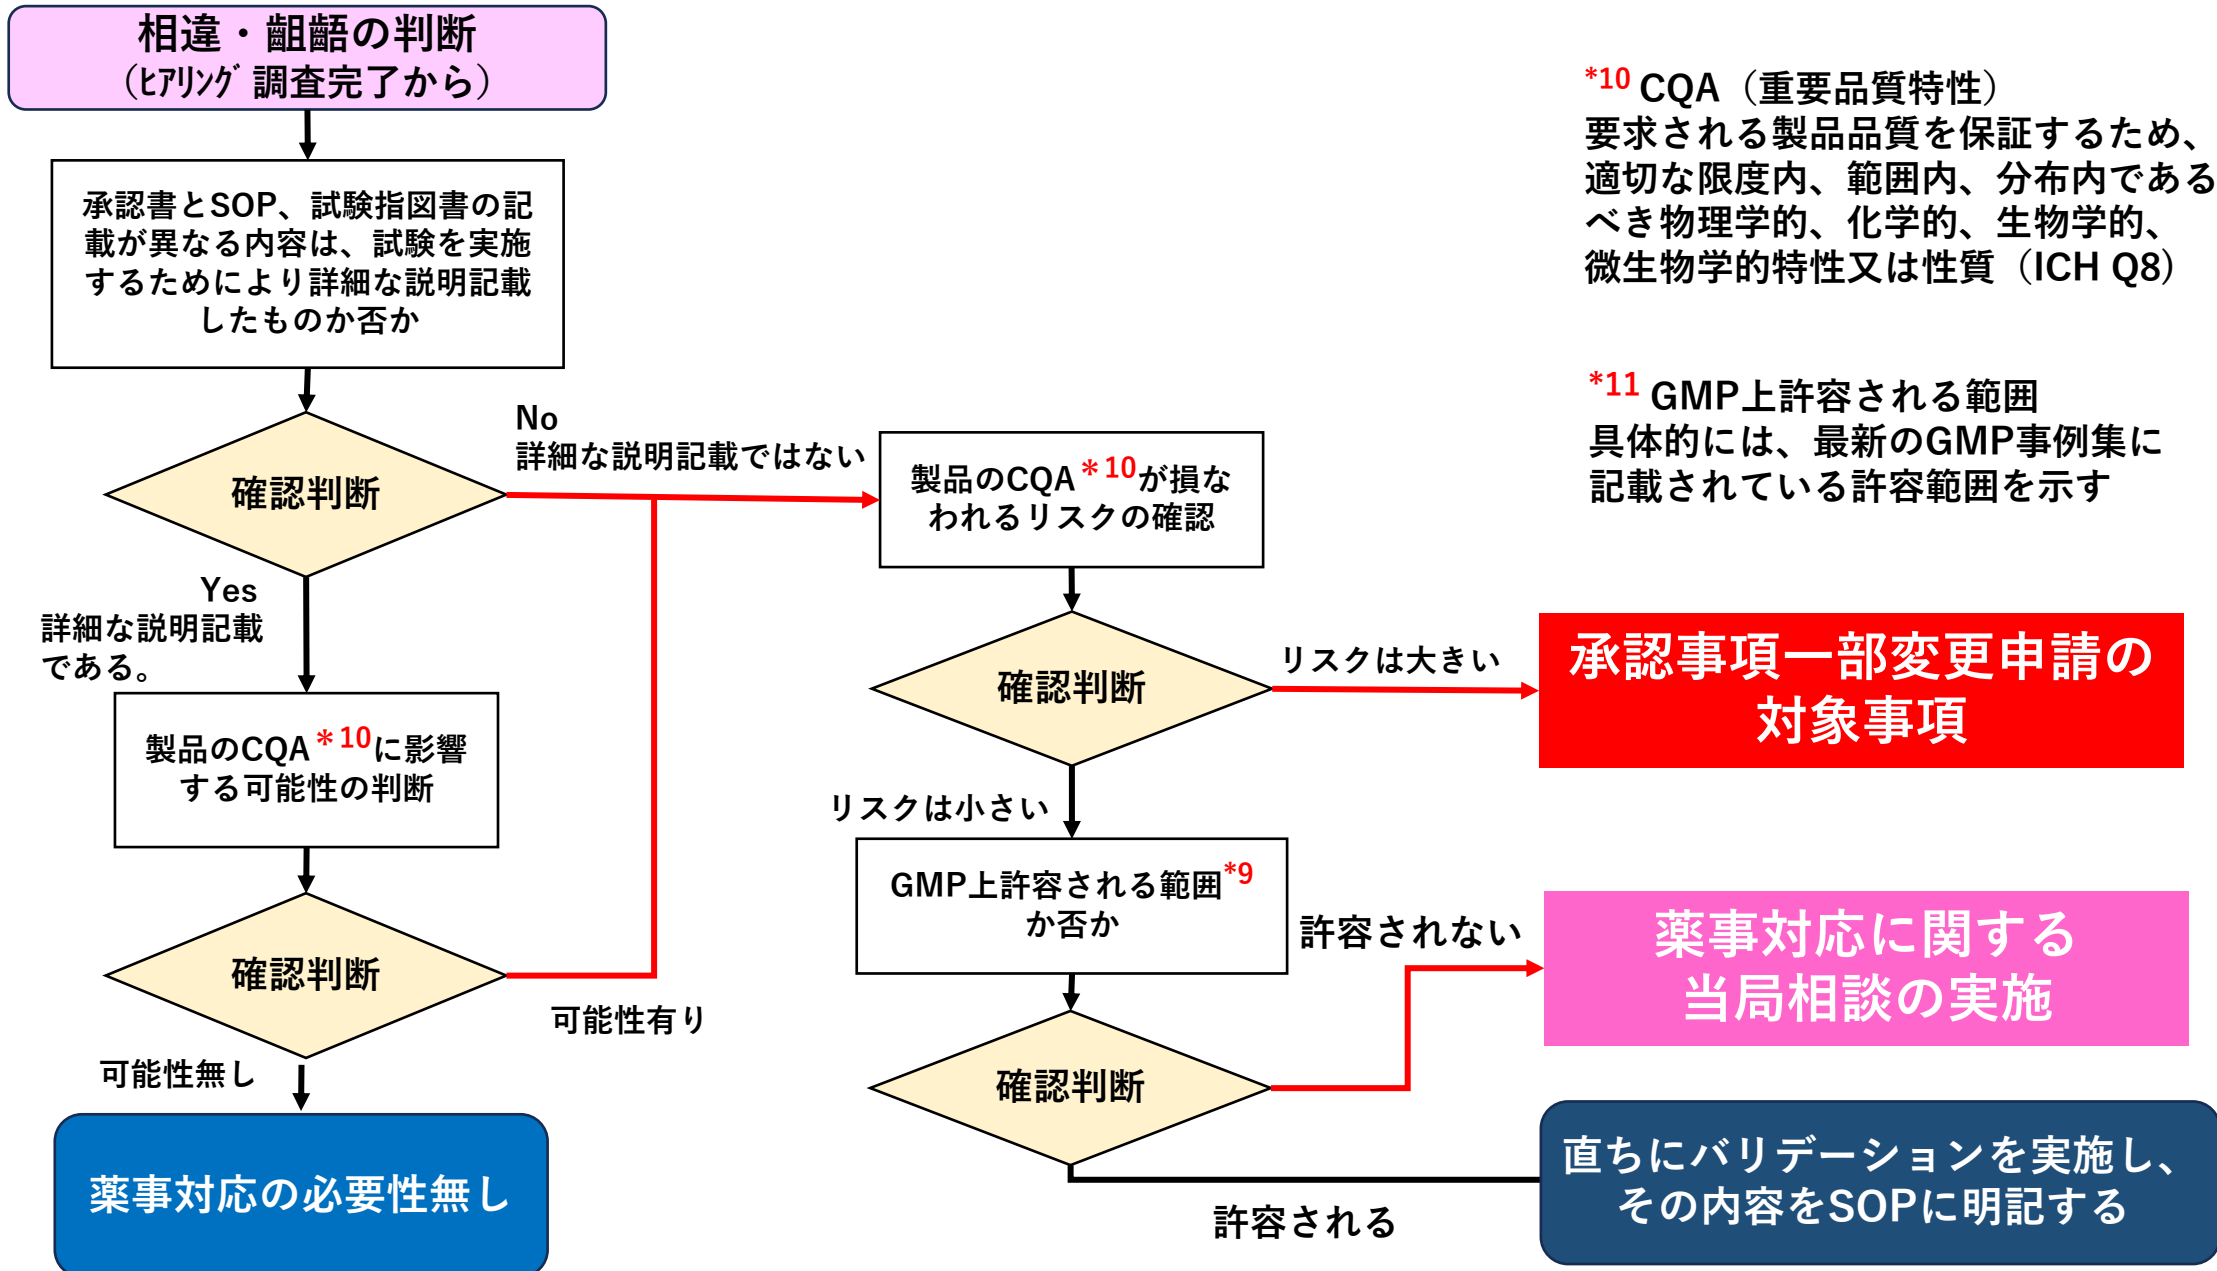 相違・齟齬の判断
（ﾋｱﾘﾝｸﾞ 調査完了から）
承認書とSOP、試験指図書の記
載が異なる内容は、試験を実施
するためにより詳細な説明記載
したものか否か
確認判断
No
詳細な説明記載ではない
Yes
詳細な説明記載
である。
製品のCQA＊10に影響
する可能性の判断
確認判断
可能性有り
可能性無し
薬事対応の必要性無し
製品のCQA＊10が損な
われるリスクの確認
確認判断
リスクは大きい
リスクは小さい
承認事項一部変更申請の
対象事項
GMP上許容される範囲*9
か否か
許容されない
薬事対応に関する
当局相談の実施
確認判断
許容される
直ちにバリデーションを実施し、
その内容をSOPに明記する
*10 CQA（重要品質特性）
要求される製品品質を保証するため、
適切な限度内、範囲内、分布内である
べき物理学的、化学的、生物学的、
微生物学的特性又は性質（ICH Q8）
*11 GMP上許容される範囲
具体的には、最新のGMP事例集に
記載されている許容範囲を示す